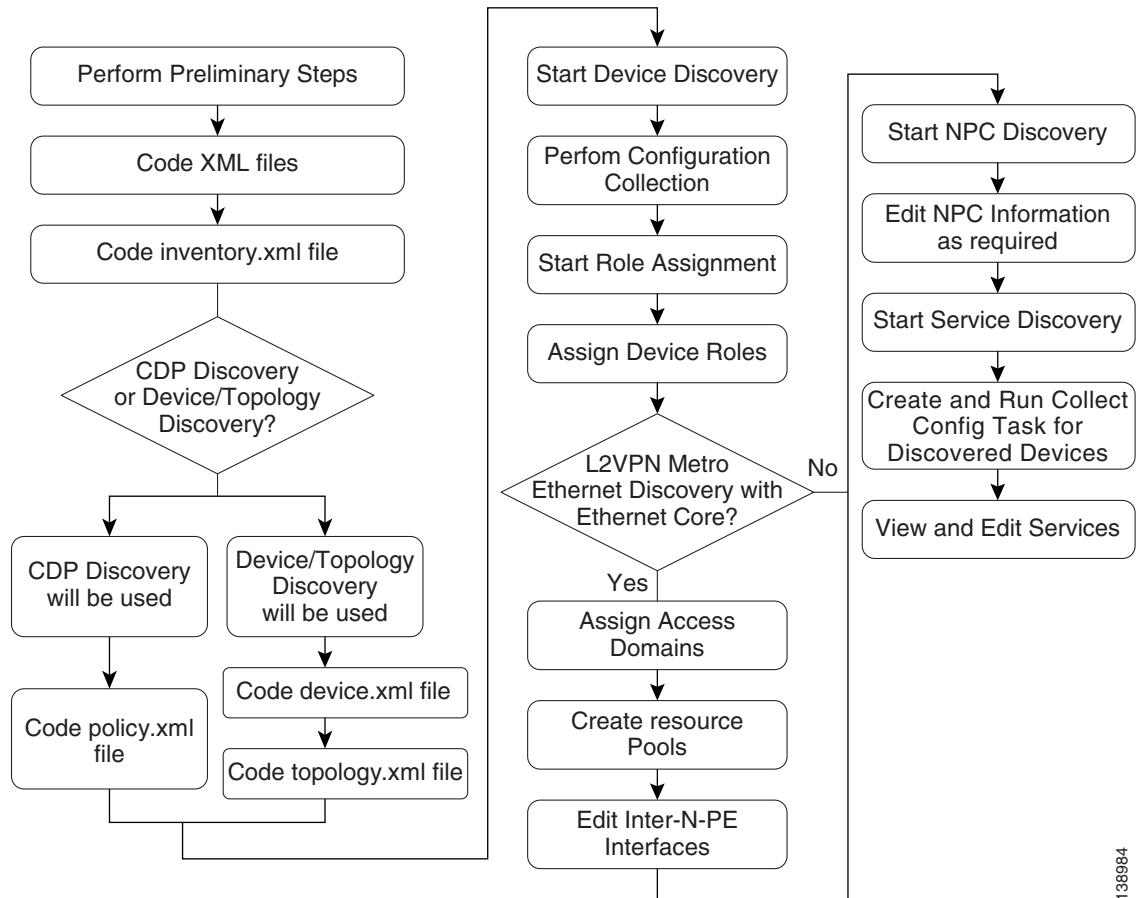 Perform Preliminary Steps
Code XML files
Code inventory.xml file
CDP Discovery
or Device/Topology
Discovery?
CDP Discovery
will be used
Code policy.xml
file
Device/Topology
Discovery
will be used
Code device.xml file
Code topology.xml file
Start Device Discovery
Perfom Configuration
Collection
Start Role Assignment
Assign Device Roles
L2VPN Metro
Ethernet Discovery with
Ethernet Core?
No
Yes
Assign Access
Domains
Create resource
Pools
Edit Inter-N-PE
Interfaces
Start NPC Discovery
Edit NPC Information
as required
Start Service Discovery
Create and Run Collect
Config Task for
Discovered Devices
View and Edit Services
138984